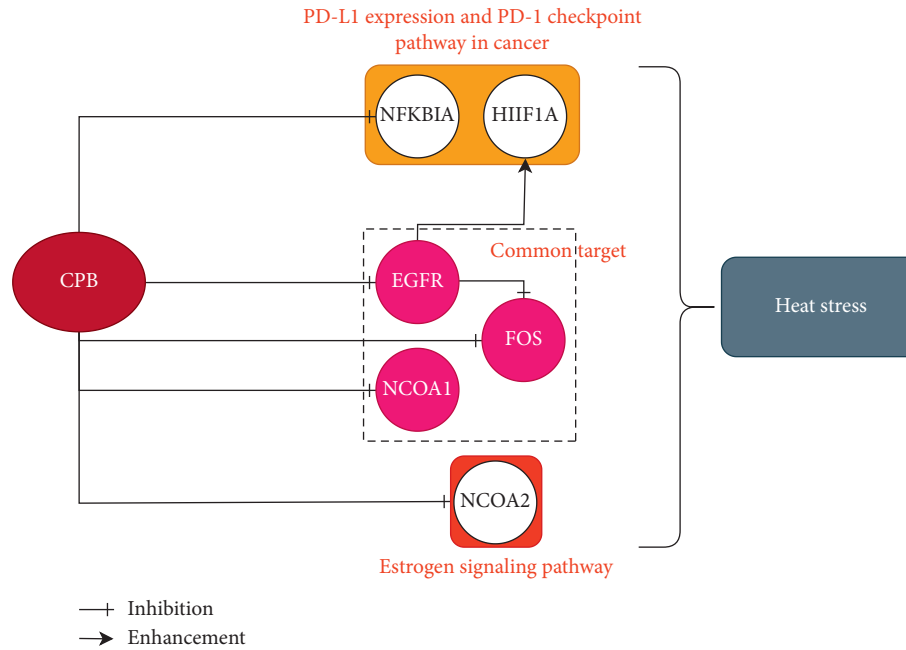 PD-L1 expression and PD-1 checkpoint
pathway in cancer
NFKBIA
HIIF1A
Common target
CPB
EGFR
Heat stress
FOS
NCOA1
NCOA2
Estrogen signaling pathway
Inhibition
Enhancement